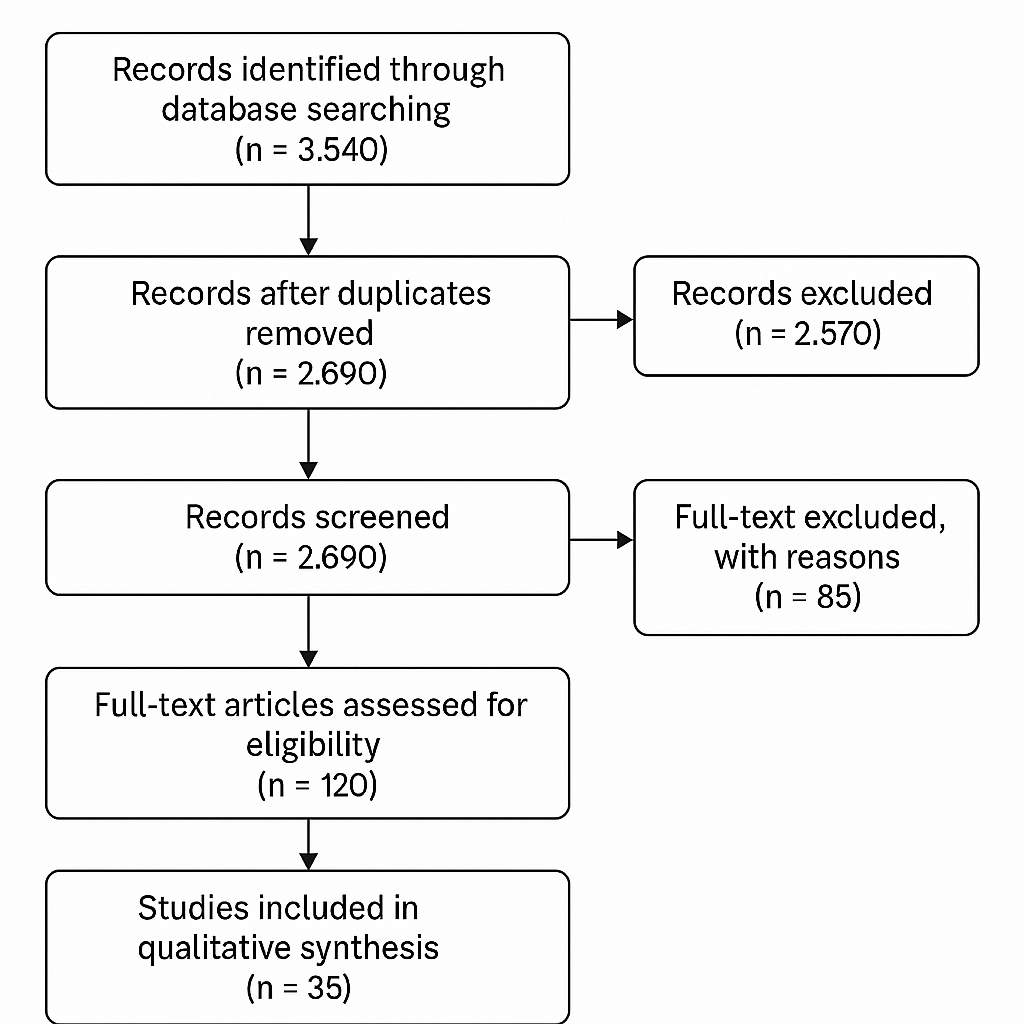 Records identified through
database searching
(n = 3.540)
Records after duplicates
removed
(n = 2.690)
Records excluded
(n = 2.570)
Records screened
(n = 2.690)
Full-text excluded,
with reasons
(n = 85)
Full-text articles assessed for
eligibility
(n = 120)
Studies included in
qualitative synthesis
(n = 35)